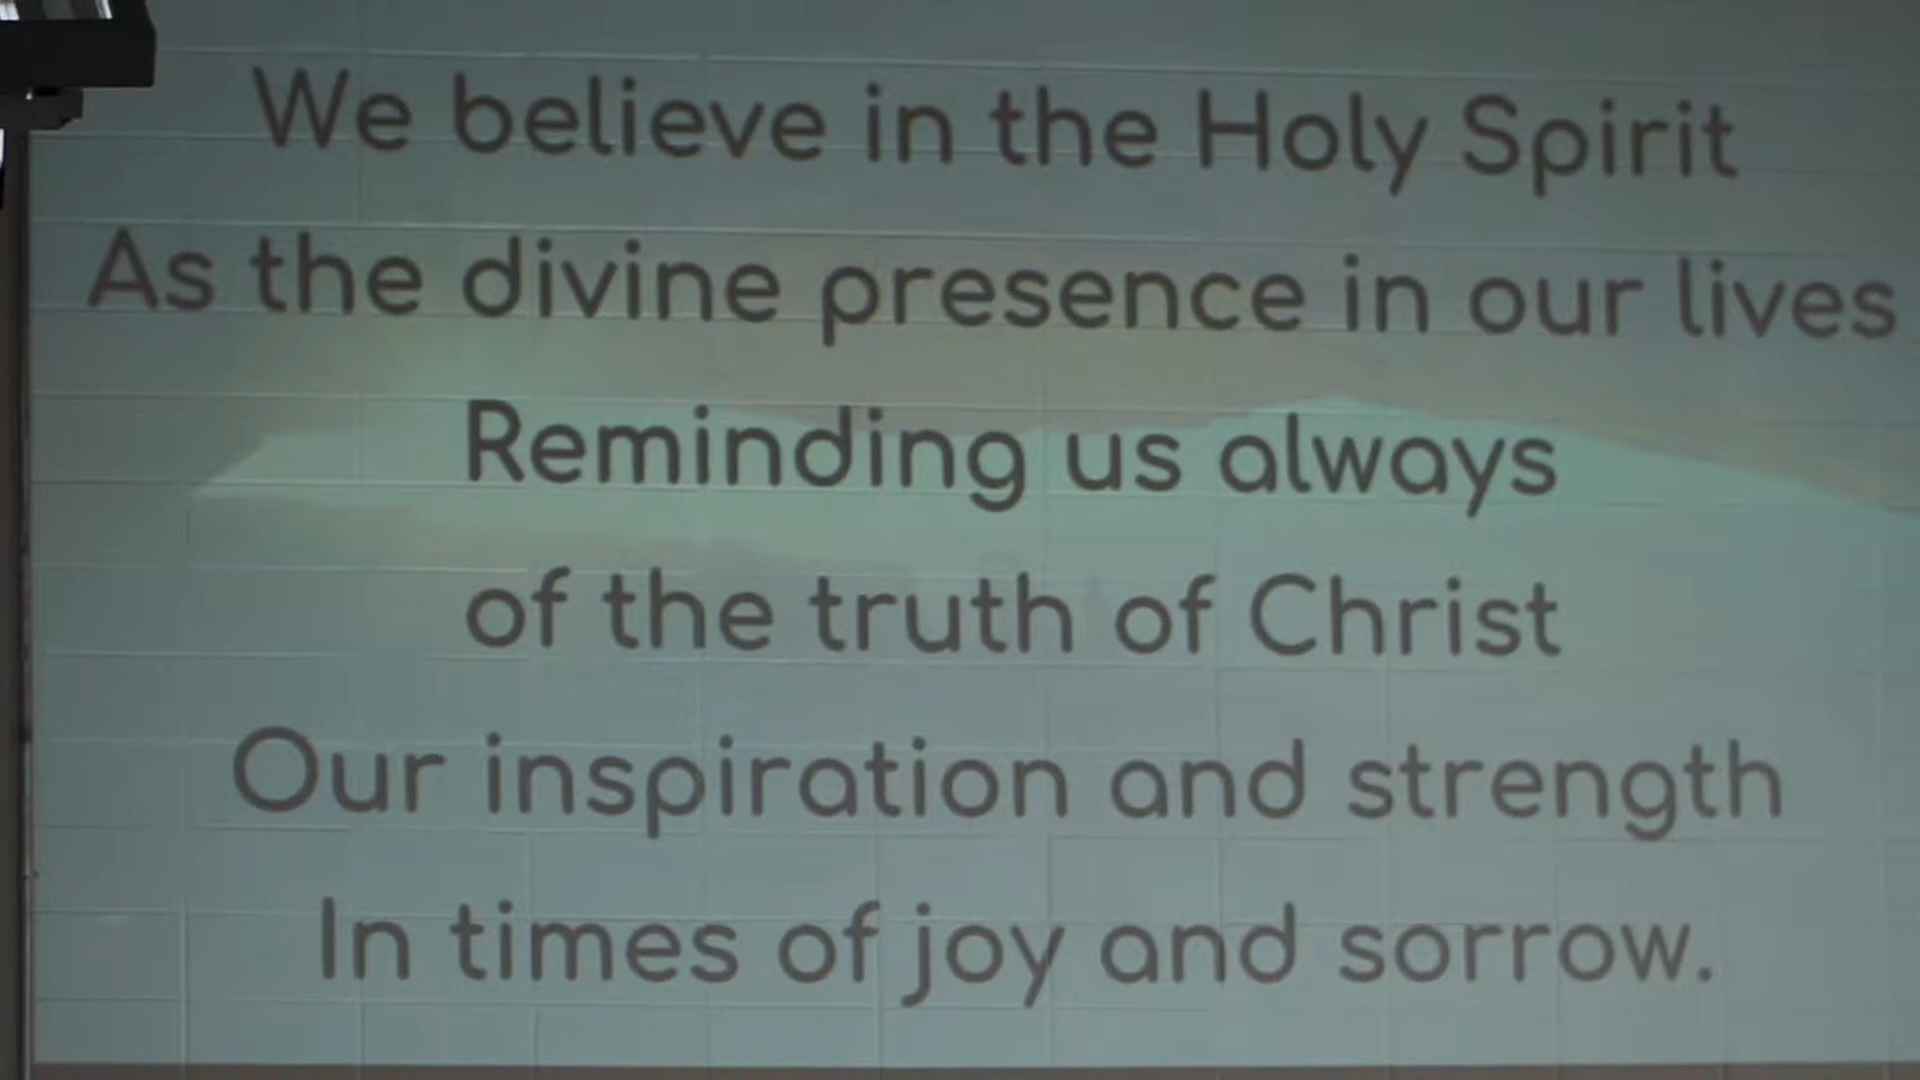 We believe in the Holy Spirit
As the divine presence in our lives
Reminding us always
of the truth of Christ
Our inspiration and strength
In times of joy and sorrow.